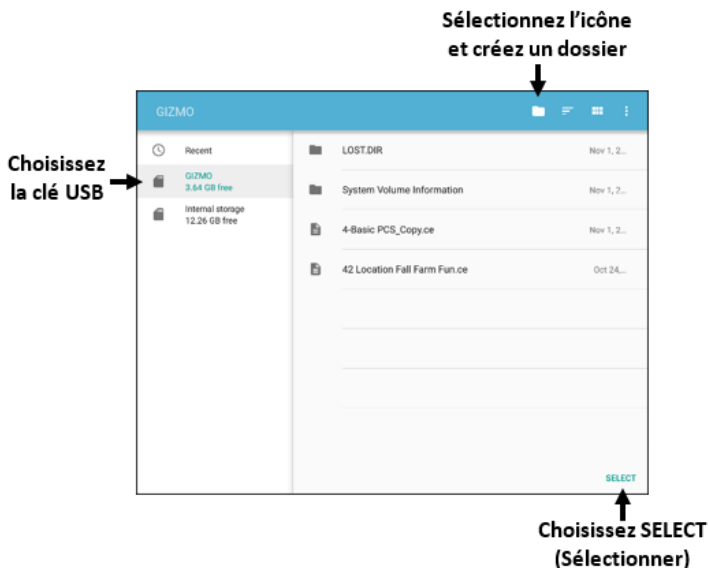 Sélectionnez l’icône
et créez un dossier
GIZMO
Choisissez
la clé USB
Recent
GIZMO
3.64 GB free
Internal storage
12.26 GB free
LOST.DIR Nov 1, 2...
System Volume Information Nov 1, 2...
4-Basic PCS_Copy.ce Nov 1, 2...
42 Location Fall Farm Fun.ce Oct 24,...
SELECT
Choisissez SELECT
(Sélectionner)